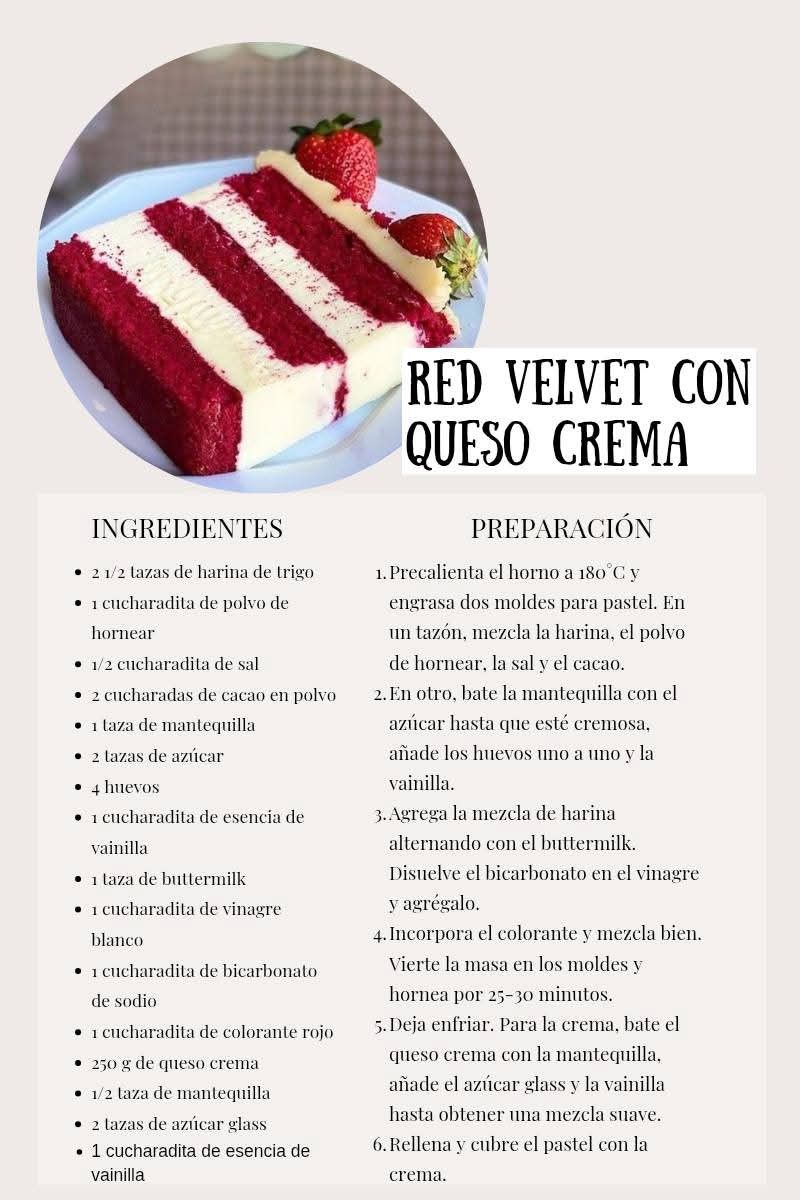 RED VELVET CON
QUESO CREMA
INGREDIENTES
• 2 1/2 tazas de harina de trigo
• 1 cucharadita de polvo de
hornear
• 1/2 cucharadita de sal
• 2 cucharadas de cacao en polvo
• 1 taza de mantequilla
• 2 tazas de azúcar
• 4 huevos
• 1 cucharadita de esencia de
vainilla
• 1 taza de buttermilk
• 1 cucharadita de vinagre
blanco
• 1 cucharadita de bicarbonato
de sodio
• 1 cucharadita de colorante rojo
• 250 g de queso crema
• 1/2 taza de mantequilla
• 2 tazas de azúcar glass
• 1 cucharadita de esencia de
vainilla
PREPARACIÓN
1. Precalienta el horno a 180°C y
engrasa dos moldes para pastel. En
un tazón, mezcla la harina, el polvo
de hornear, la sal y el cacao.
2. En otro, bate la mantequilla con el
azúcar hasta que esté cremosa,
añade los huevos uno a uno y la
vainilla.
3. Agrega la mezcla de harina
alternando con el buttermilk.
Disuelve el bicarbonato en el vinagre
y agrégalo.
4. Incorpora el colorante y mezcla bien.
Vierte la masa en los moldes y
hornea por 25-30 minutos.
5. Deja enfriar. Para la crema, bate el
queso crema con la mantequilla,
añade el azúcar glass y la vainilla
hasta obtener una mezcla suave.
6. Rellena y cubre el pastel con la
crema.